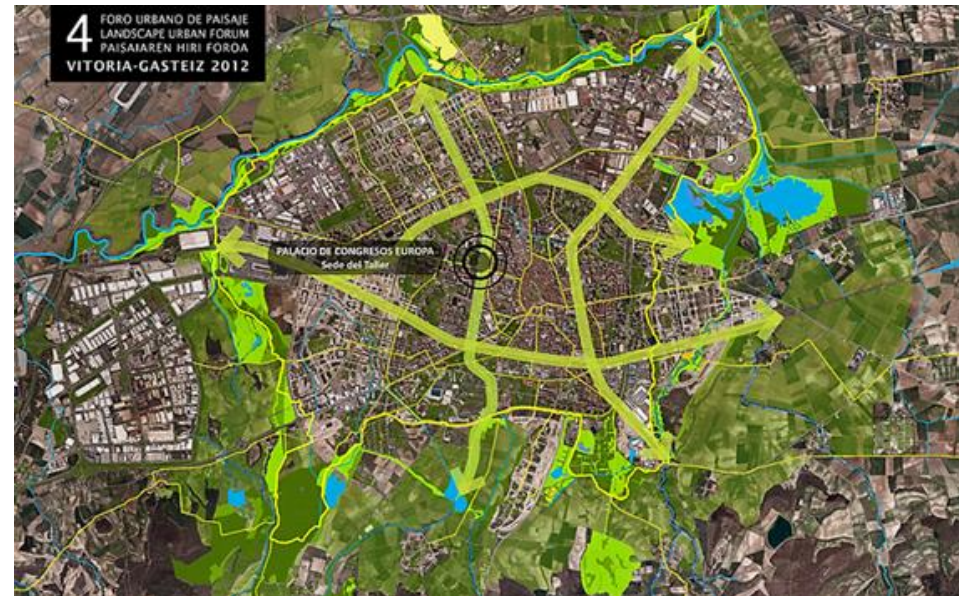 4 FORO URBANO DE PAISAJE
LANDSCAPE URBAN FORUM
PAISAIAREN HIRI FOROA
VITORIA-GASTEIZ 2012
PALACIO DE CONGRESOS EUROPA
Sede del Taller